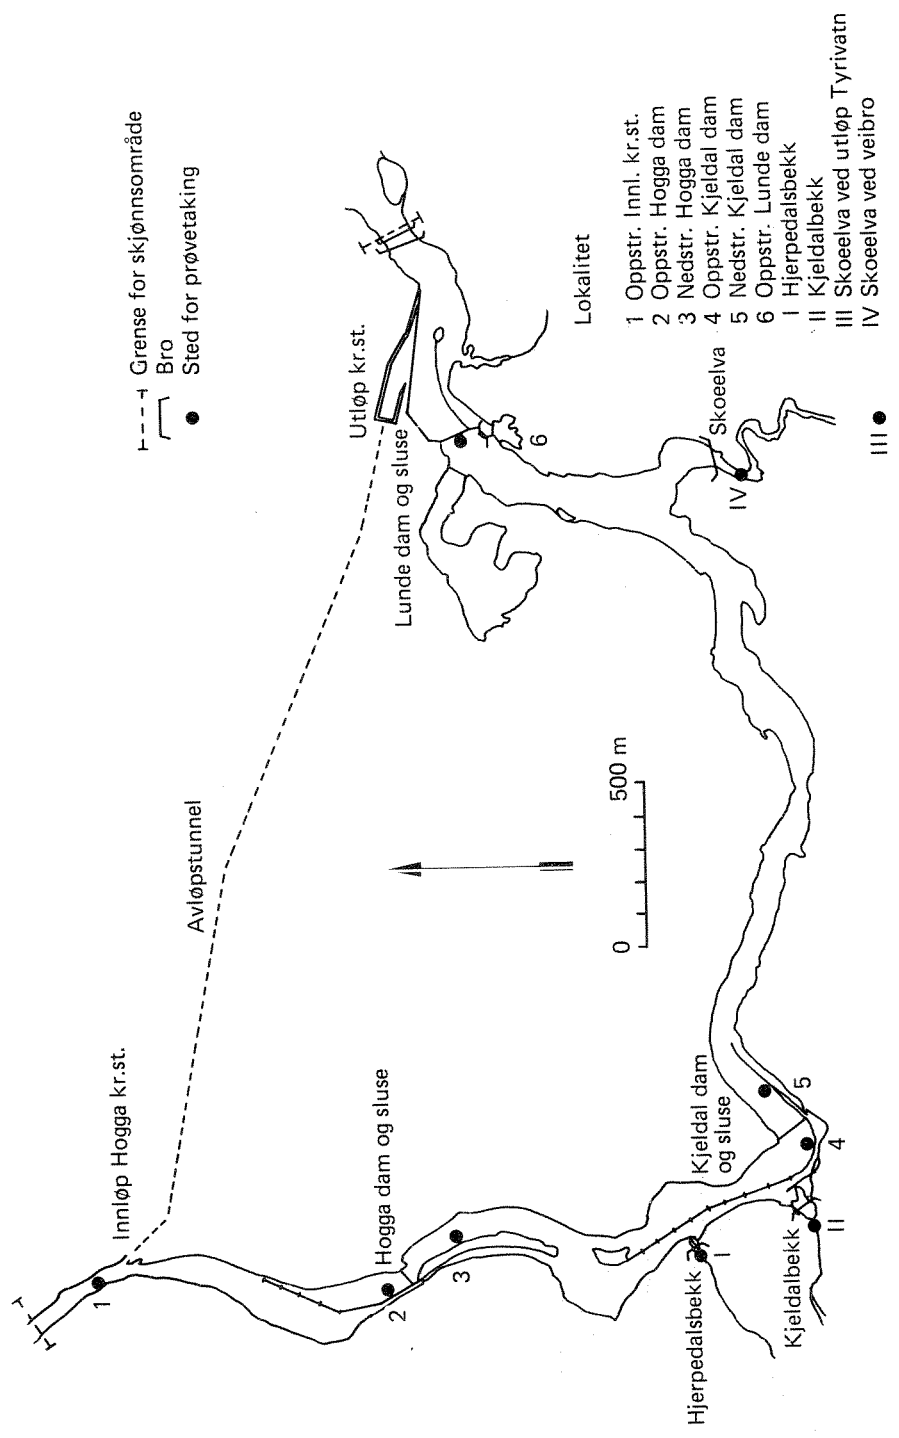 Grense for skjønnsområde
Bro
Sted for prøvetaking
Innløp Hogga kr.st.
Avløpstunnel
Utløp kr.st.
Lunde dam og sluse
Hogga dam og sluse
Kjeldal dam
og sluse
Hjerpedalsbekk
Kjeldalbekk
Skoeelva
1
2
3
4
5
6
I
II
IV
III
0
500 m
Lokalitet
1 Oppstr. Innl. kr.st.
2 Oppstr. Hogga dam
3 Nedstr. Hogga dam
4 Oppstr. Kjeldal dam
5 Nedstr. Kjeldal dam
6 Oppstr. Lunde dam
I Hjerpedalsbekk
II Kjeldalbekk
III Skoeelva ved utløp Tyrivatn
IV Skoeelva ved veibro